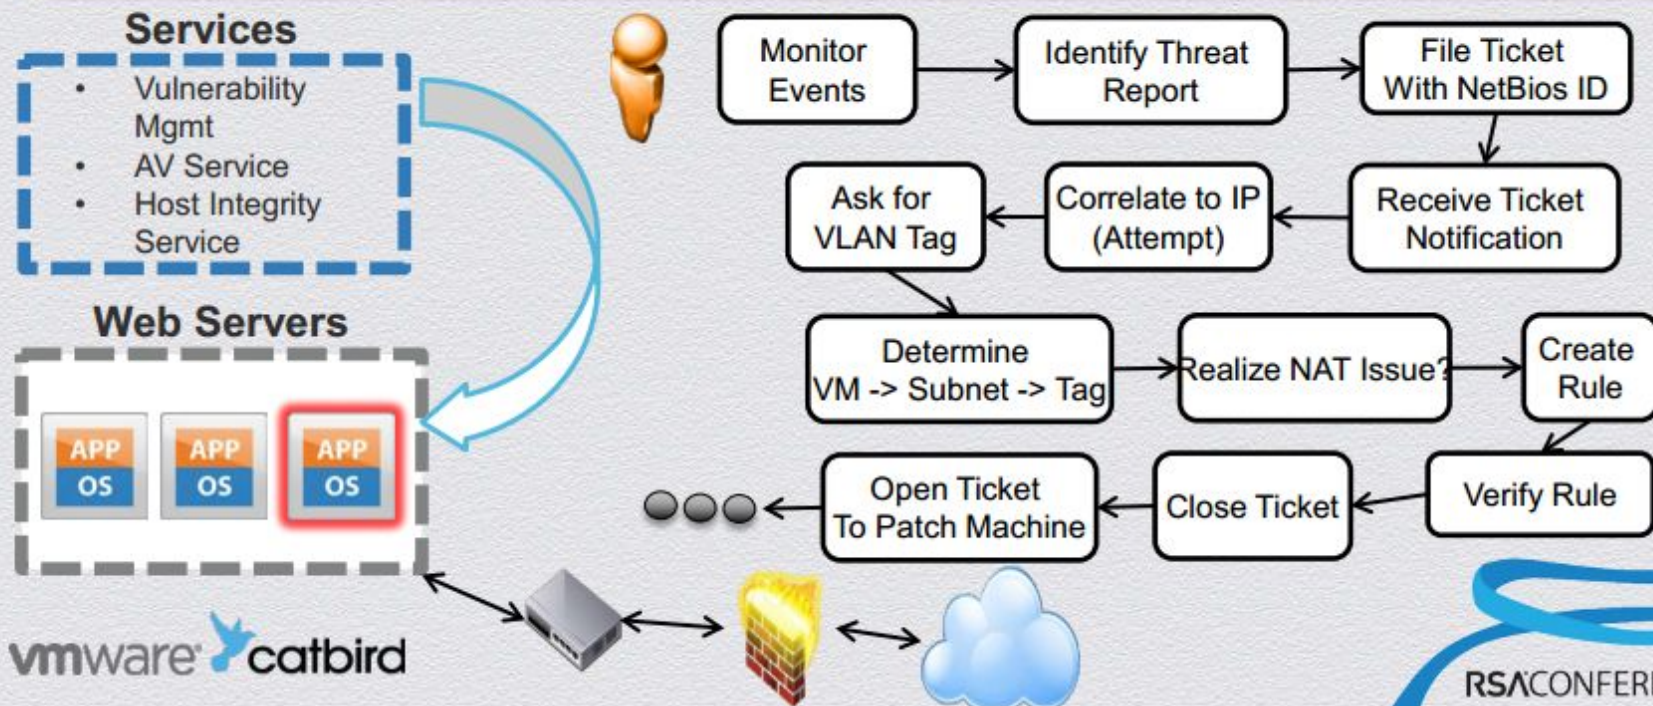 Services
• Vulnerability
Mgmt
• AV Service
• Host Integrity
Service
Web Servers
APP
OS
APP
OS
APP
OS
Monitor
Events
Identify Threat
Report
File Ticket
With NetBios ID
Receive Ticket
Notification
Correlate to IP
(Attempt)
Ask for
VLAN Tag
Determine
VM -> Subnet -> Tag
Realize NAT Issue?
Create
Rule
Verify Rule
Close Ticket
Open Ticket
To Patch Machine
vmware catbird
RSACONFERE